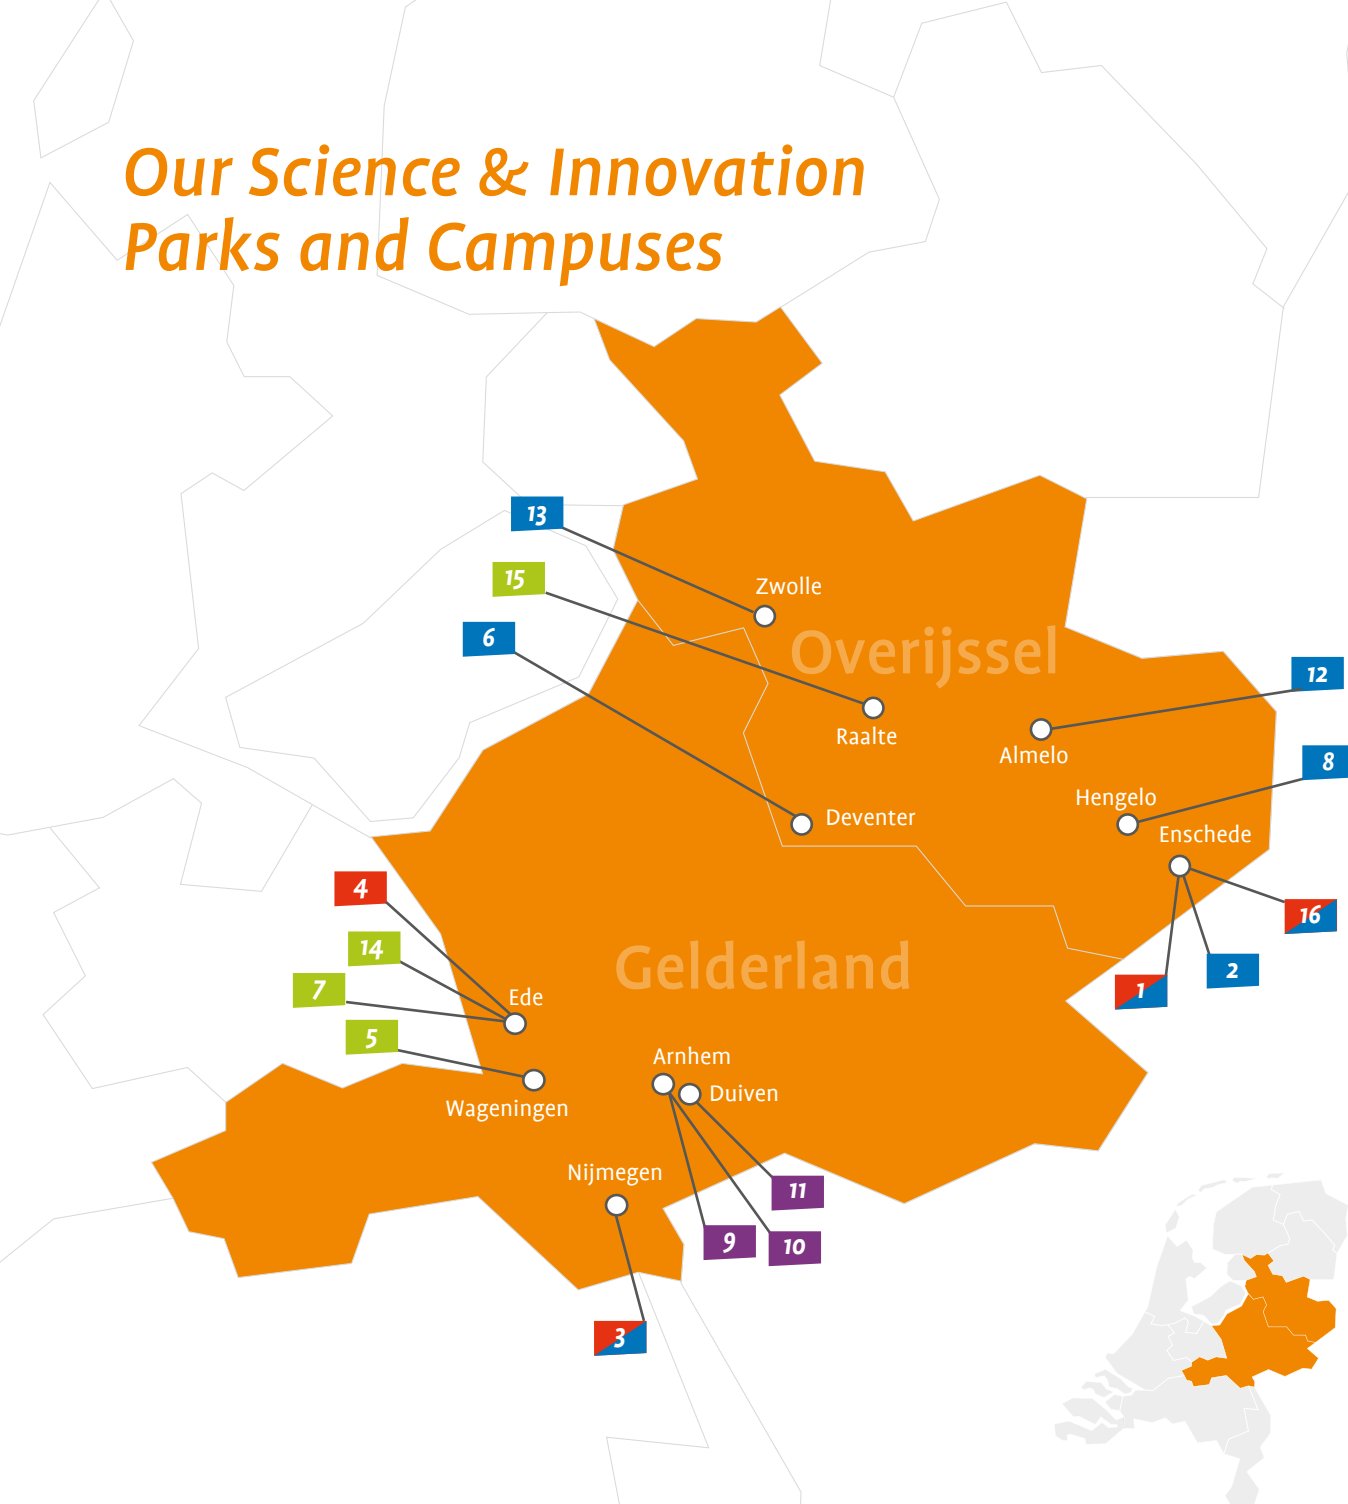 Our Science & Innovation
Parks and Campuses
13
15
Zwolle
6
Overijssel
12
Raalte
Almelo
8
Hengelo
Deventer
Enschede
4
16
14
Gelderland
2
7
1
Ede
5
Arnhem
Duiven
Wageningen
Nijmegen
11
9
10
3